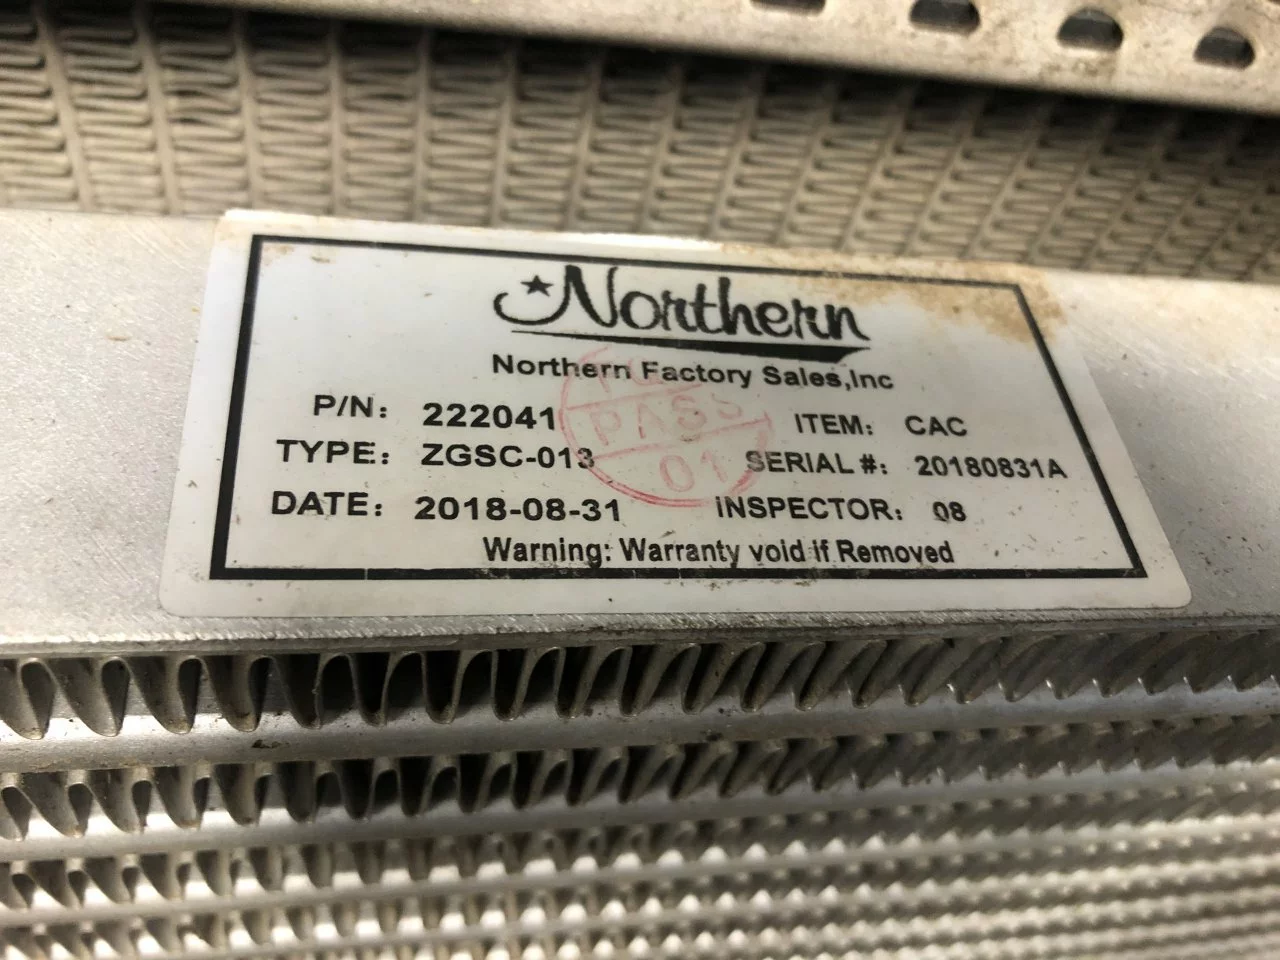 Northern
Northern Factory Sales,Inc
P/N: 222041 ITEM: CAC
TYPE: ZGSC-013 SERIAL #: 20180831A
DATE: 2018-08-31 INSPECTOR: 08
Warning: Warranty void if Removed
PASS
01